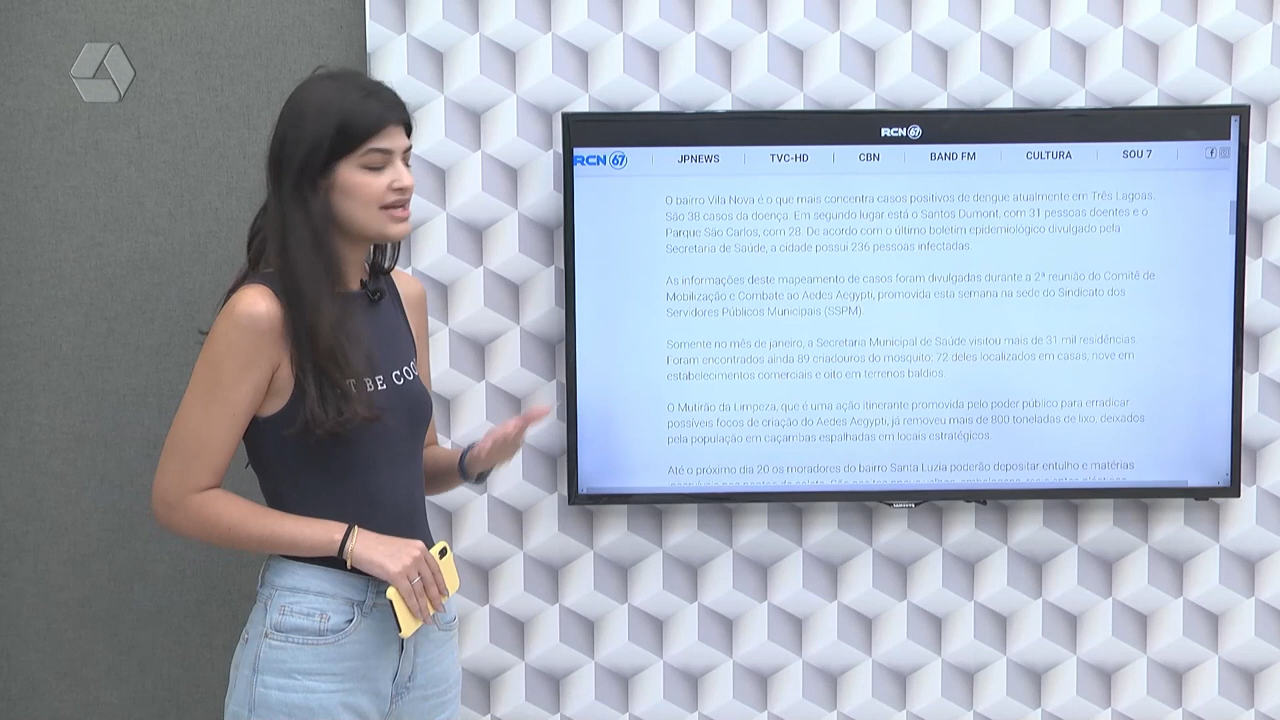 RCN 67
RCN 67 JPNEWS TVC-HD CBN BAND FM CULTURA SOU 7
O bairro Vila Nova é o que mais concentra casos positivos de dengue atualmente em Três Lagoas.
São 38 casos da doença. Em segundo lugar está o Santos Dumont, com 31 pessoas doentes e o
Parque São Carlos, com 28. De acordo com o último boletim epidemiológico divulgado pela
Secretaria de Saúde, a cidade possui 236 pessoas infectadas.
As informações deste mapeamento de casos foram divulgadas durante a 2ª reunião do Comitê de
Mobilização e Combate ao Aedes Aegypti, promovida esta semana na sede do Sindicato dos
Servidores Públicos Municipais (SSPM).
Somente no mês de janeiro, a Secretaria Municipal de Saúde visitou mais de 31 mil residências.
Foram encontrados ainda 89 criadouros do mosquito: 72 deles localizados em casas, nove em
estabelecimentos comerciais e oito em terrenos baldios.
O Mutirão da Limpeza, que é uma ação itinerante promovida pelo poder público para erradicar
possíveis focos de criação do Aedes Aegypti, já removeu mais de 800 toneladas de lixo, deixados
pela população em caçambas espalhadas em locais estratégicos.
Até o próximo dia 20 os moradores do bairro Santa Luzia poderão depositar entulho e matérias
SAMSUNG
T BE COO